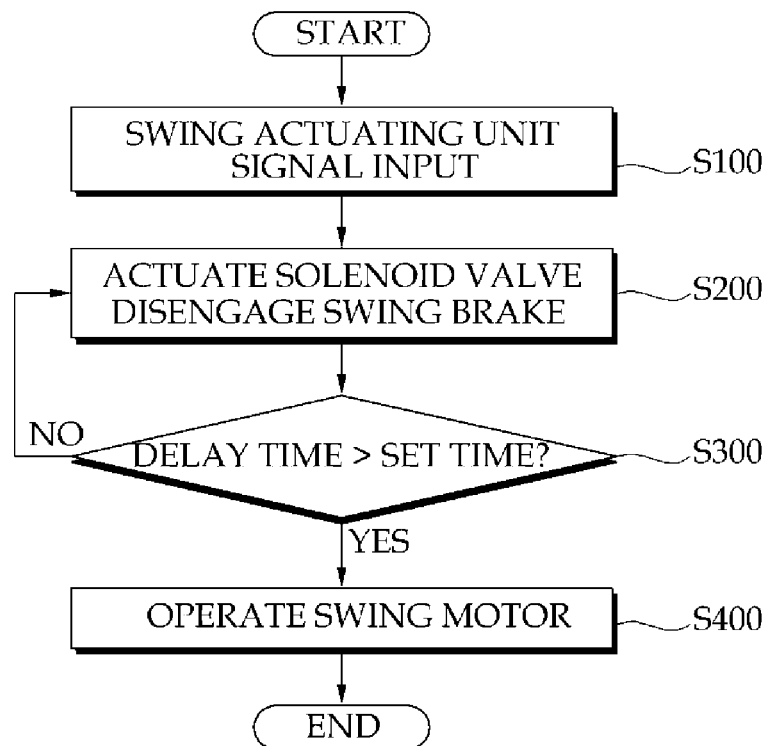 START
SWING ACTUATING UNIT
SIGNAL INPUT
S100
ACTUATE SOLENOID VALVE
DISENGAGE SWING BRAKE
S200
NO
DELAY TIME > SET TIME?
S300
YES
OPERATE SWING MOTOR
S400
END